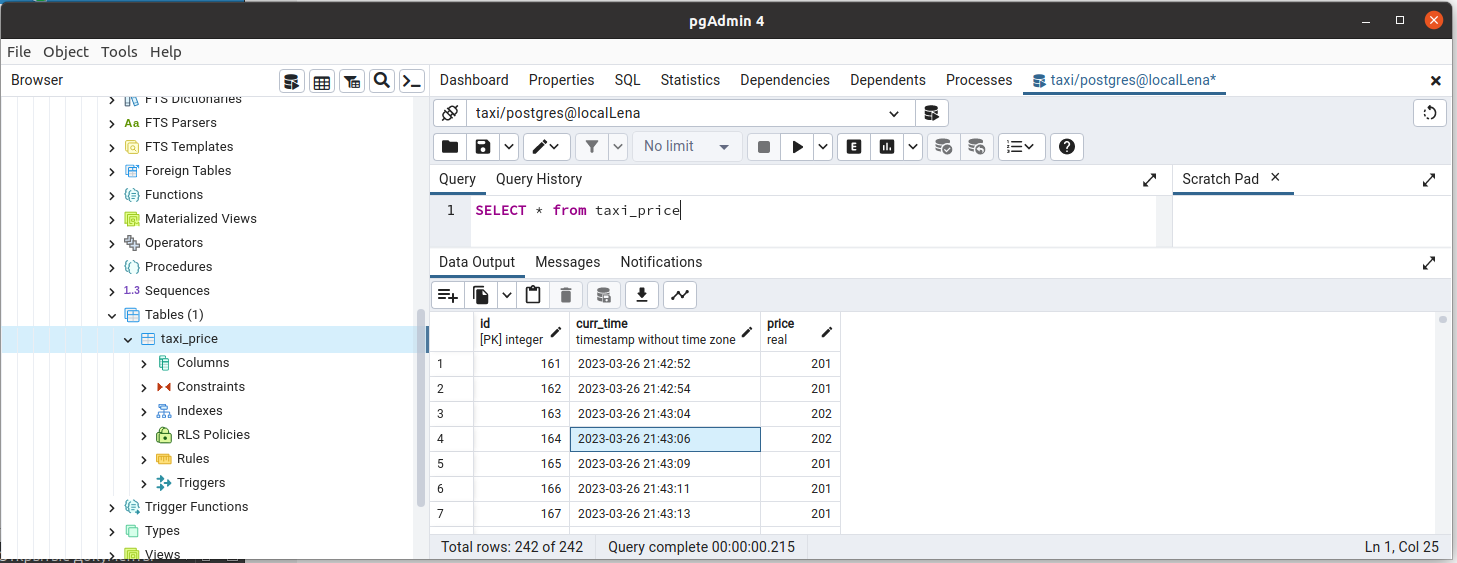 pgAdmin 4
File Object Tools Help
Browser
FTS Dictionaries
Aa FTS Parsers
FTS Templates
Foreign Tables
Functions
Materialized Views
Operators
Procedures
1.3 Sequences
Tables (1)
taxi_price
Columns
Constraints
Indexes
RLS Policies
Rules
Triggers
Trigger Functions
Types
Views
Dashboard Properties SQL Statistics Dependencies Dependents Processes taxi/postgres@localLena*
taxi/postgres@localLena
No limit E
Query Query History
Scratch Pad
1 SELECT * from taxi_price
Data Output Messages Notifications
id curr_time price
[PK] integer timestamp without time zone real
1 161 2023-03-26 21:42:52 201
2 162 2023-03-26 21:42:54 201
3 163 2023-03-26 21:43:04 202
4 164 2023-03-26 21:43:06 202
5 165 2023-03-26 21:43:09 201
6 166 2023-03-26 21:43:11 201
7 167 2023-03-26 21:43:13 201
Total rows: 242 of 242 Query complete 00:00:00.215 Ln 1, Col 25